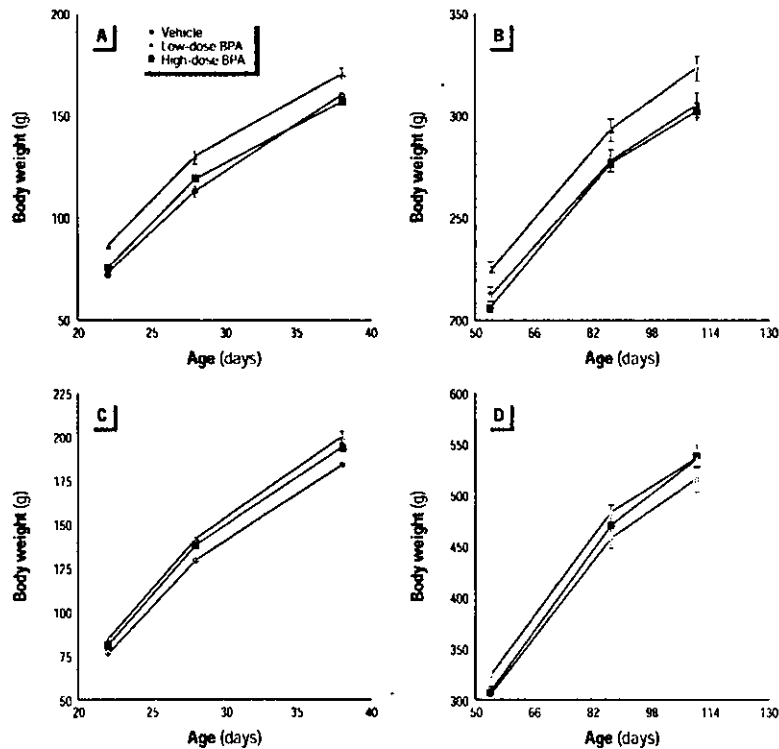 A
Vehicle
Low-dose BPA
High-dose BPA
200
150
100
50
20 25 30 35 40
Body weight (g)
Age (days)
B
350
300
250
700
50 66 82 98 114 130
Body weight (g)
Age (days)
C
225
200
175
150
125
100
75
50
20 25 30 35 40
Body weight (g)
Age (days)
D
600
550
500
450
400
350
300
50 66 82 98 114 130
Body weight (g)
Age (days)